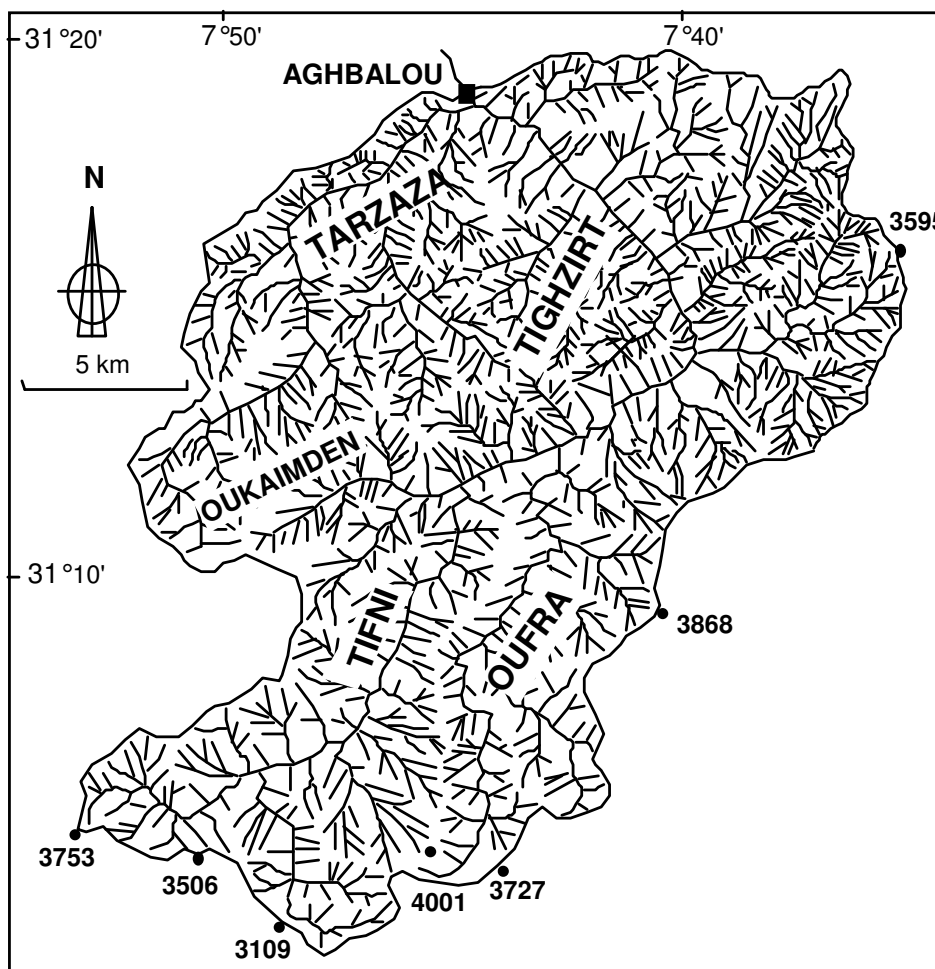 31°20'
7°50'
7°40'
AGHBALOU
N
TARZAZA
3595
TIGHZIRT
5 km
OUKAIMDEN
31°10'
TIFNI
OUFRA
3868
3753
3506
4001
3727
3109